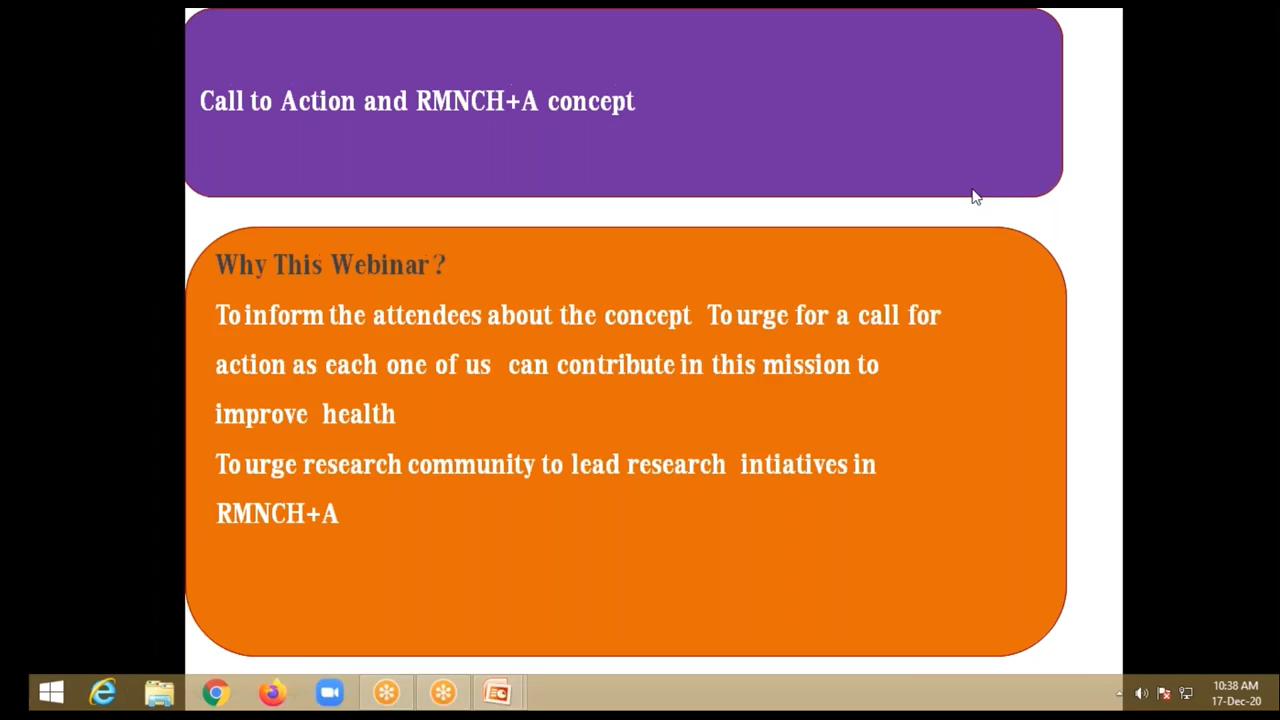 Call to Action and RMNCH+A concept
Why This Webinar?
To inform the attendees about the concept To urge for a call for
action as each one of us can contribute in this mission to
improve health
To urge research community to lead research intiatives in
RMNCH+A
10:38 AM
17-Dec-20